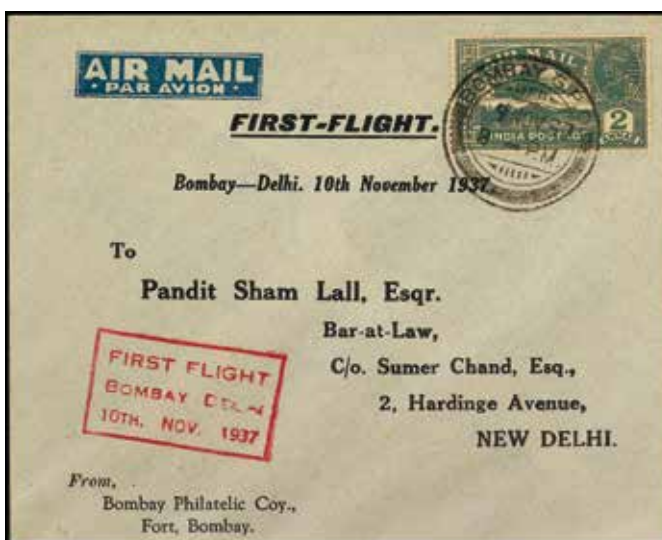 AIR MAIL
· PAR AVION ·
AIR MAIL
INDIA POSTAGE
2
BOMBAY G.P.
FIRST-FLIGHT.
Bombay—Delhi. 10th November 1937.
To
Pandit Sham Lall, Esqr.
Bar-at-Law,
C/o. Sumer Chand, Esq.,
2, Hardinge Avenue,
NEW DELHI.
FIRST FLIGHT
BOMBAY DELHI
10TH. NOV. 1937
From,
Bombay Philatelic Coy.,
Fort, Bombay.